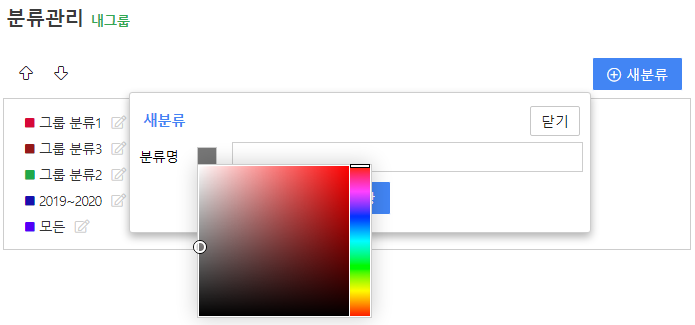 분류관리 내그룹
새분류
그룹 분류1
그룹 분류3
그룹 분류2
2019~2020
모든
새분류
닫기
분류명